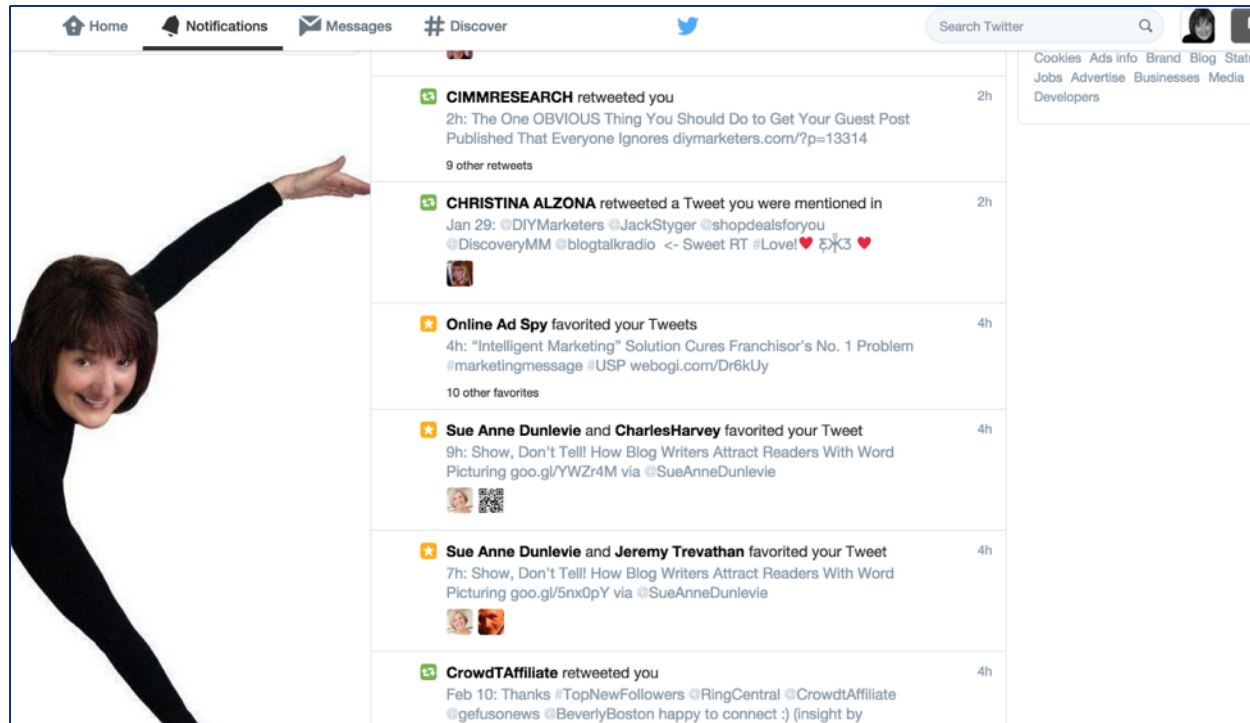 Home Notifications Messages Discover Search Twitter
Cookies Ads info Brand Blog
Jobs Advertise Businesses Media
Developers
CIMMRESEARCH retweeted you 2h
2h: The One OBVIOUS Thing You Should Do to Get Your Guest Post
Published That Everyone Ignores diymarketers.com/?p=13314
9 other retweets
CHRISTINA ALZONA retweeted a Tweet you were mentioned in 2h
Jan 29: @DIYMarketers @JackStyger @shopdealsforyou
@DiscoveryMM @blogtalkradio <- Sweet RT #Love!♥ ♥
Online Ad Spy favorited your Tweets 4h
4h: “Intelligent Marketing” Solution Cures Franchisor’s No. 1 Problem
#marketingmessage #USP webogi.com/Dr6kUy
10 other favorites
Sue Anne Dunlevie and CharlesHarvey favorited your Tweet 4h
9h: Show, Don’t Tell! How Blog Writers Attract Readers With Word
Picturing goo.gl/YWZr4M via @SueAnneDunlevie
Sue Anne Dunlevie and Jeremy Trevathan favorited your Tweet 4h
7h: Show, Don’t Tell! How Blog Writers Attract Readers With Word
Picturing goo.gl/5nx0pY via @SueAnneDunlevie
CrowdTAffiliate retweeted you 4h
Feb 10: Thanks #TopNewFollowers @RingCentral @CrowdtAffiliate
@gefusonews @BeverlyBoston happy to connect :) (insight by